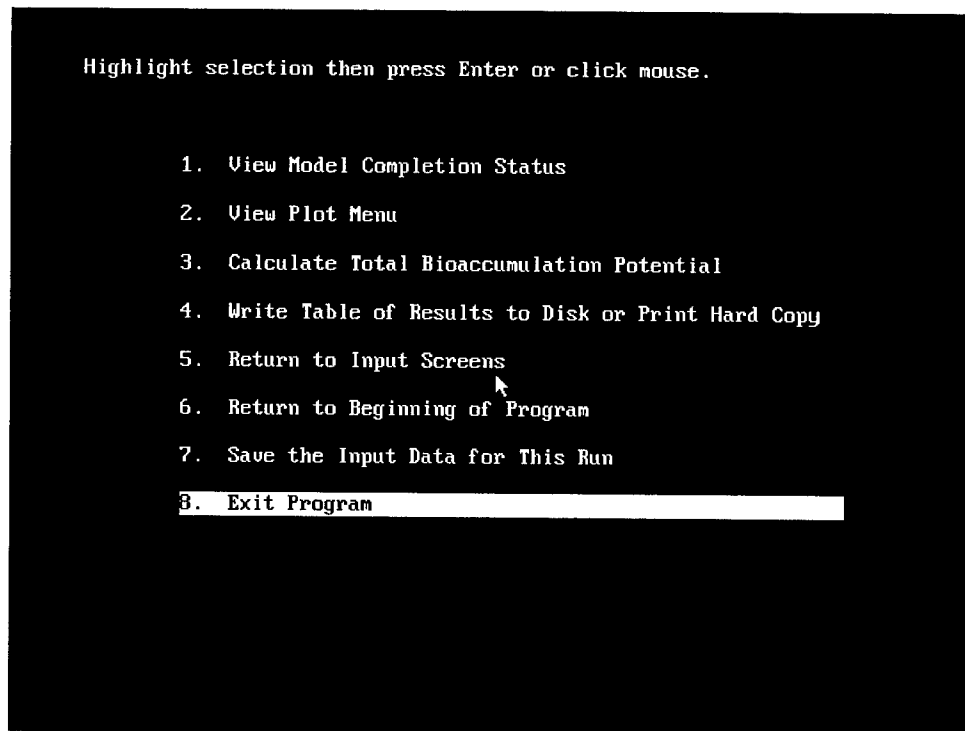 Highlight selection then press Enter or click mouse.
1. View Model Completion Status
2. View Plot Menu
3. Calculate Total Bioaccumulation Potential
4. Write Table of Results to Disk or Print Hard Copy
5. Return to Input Screens
6. Return to Beginning of Program
7. Save the Input Data for This Run
8. Exit Program